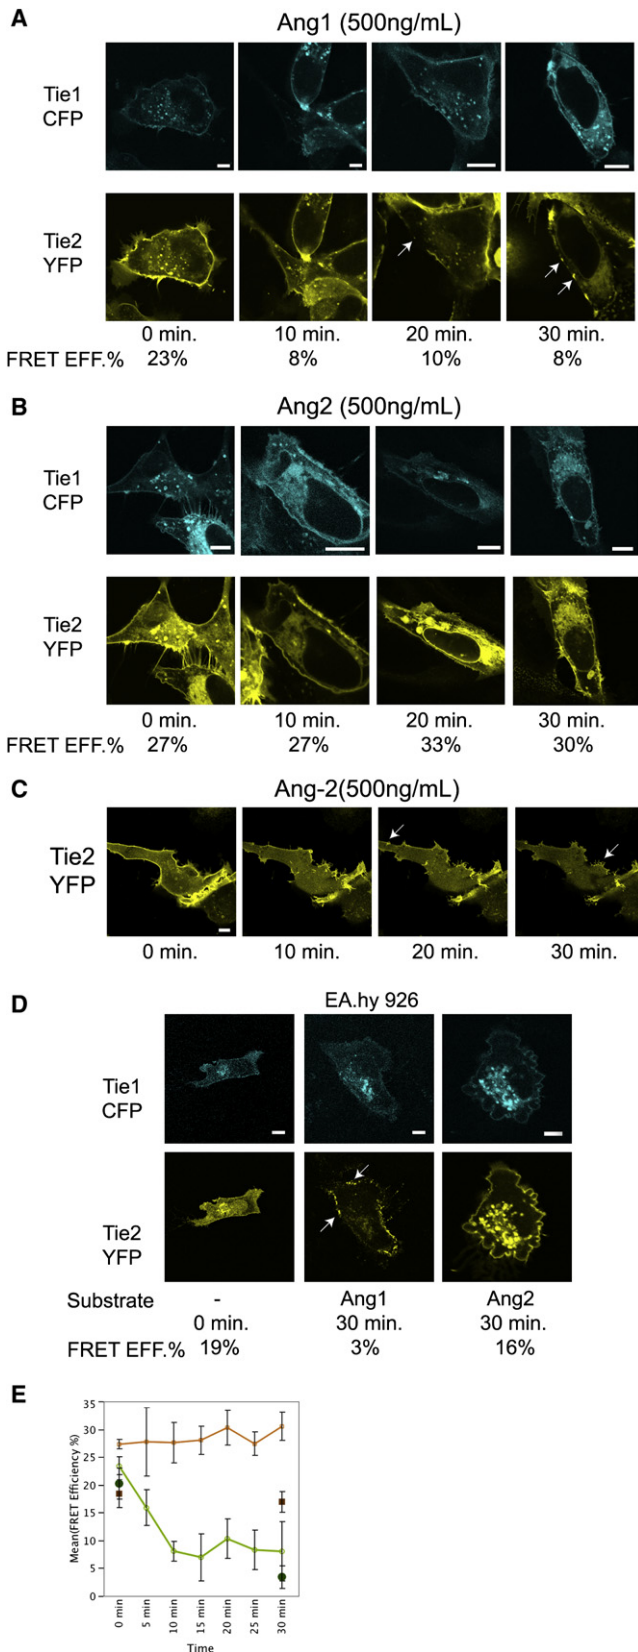 A
Ang1 (500ng/mL)
Tie1
CFP
Tie2
YFP
0 min. 10 min. 20 min. 30 min.
FRET EFF.% 23% 8% 10% 8%
B
Ang2 (500ng/mL)
Tie1
CFP
Tie2
YFP
0 min. 10 min. 20 min. 30 min.
FRET EFF.% 27% 27% 33% 30%
C
Ang-2(500ng/mL)
Tie2
YFP
0 min. 10 min. 20 min. 30 min.
D
EA.hy 926
Tie1
CFP
Tie2
YFP
Substrate - Ang1 Ang2
0 min. 30 min. 30 min.
FRET EFF.% 19% 3% 16%
E
Mean(FRET Efficiency %)
35
30
25
20
15
10
5
0
0 min 5 min 10 min 15 min 20 min 25 min 30 min
Time